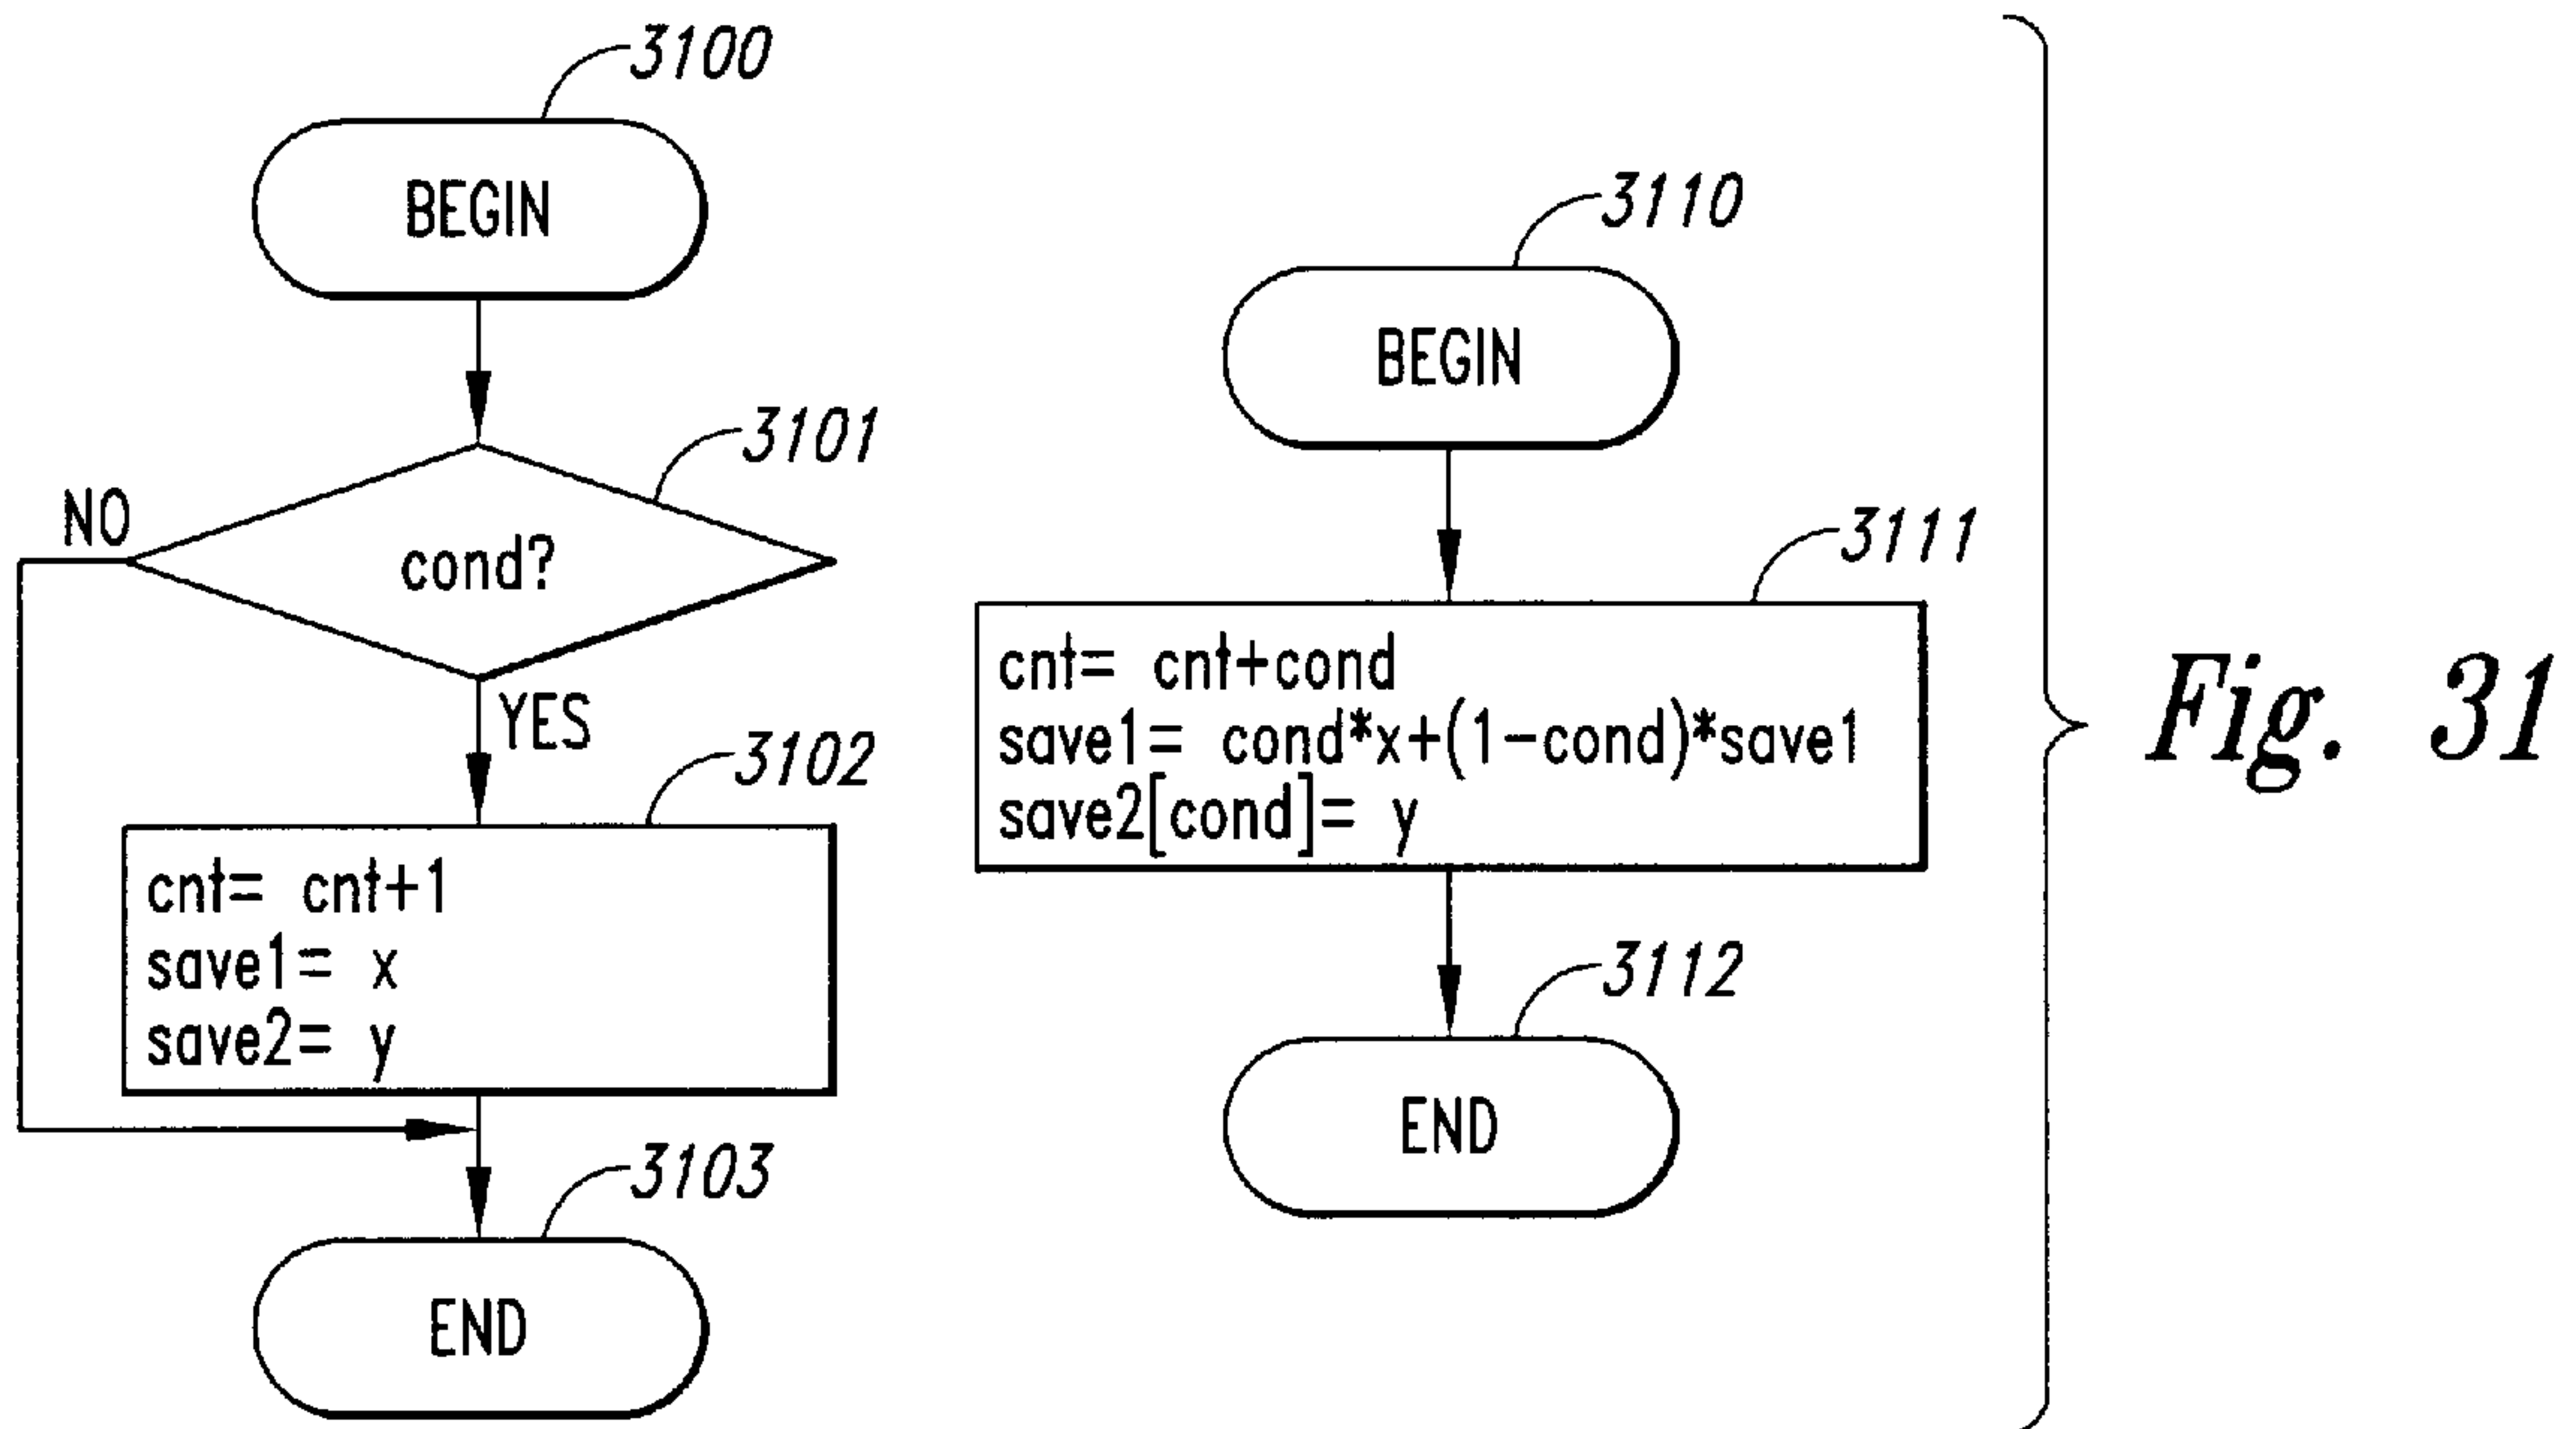 3100
BEGIN
3101
NO
cond?
YES
3102
cnt= cnt+1
save1= x
save2= y
3103
END
3110
BEGIN
3111
cnt= cnt+cond
save1= cond*x+(1-cond)*save1
save2[cond]= y
3112
END
Fig. 31